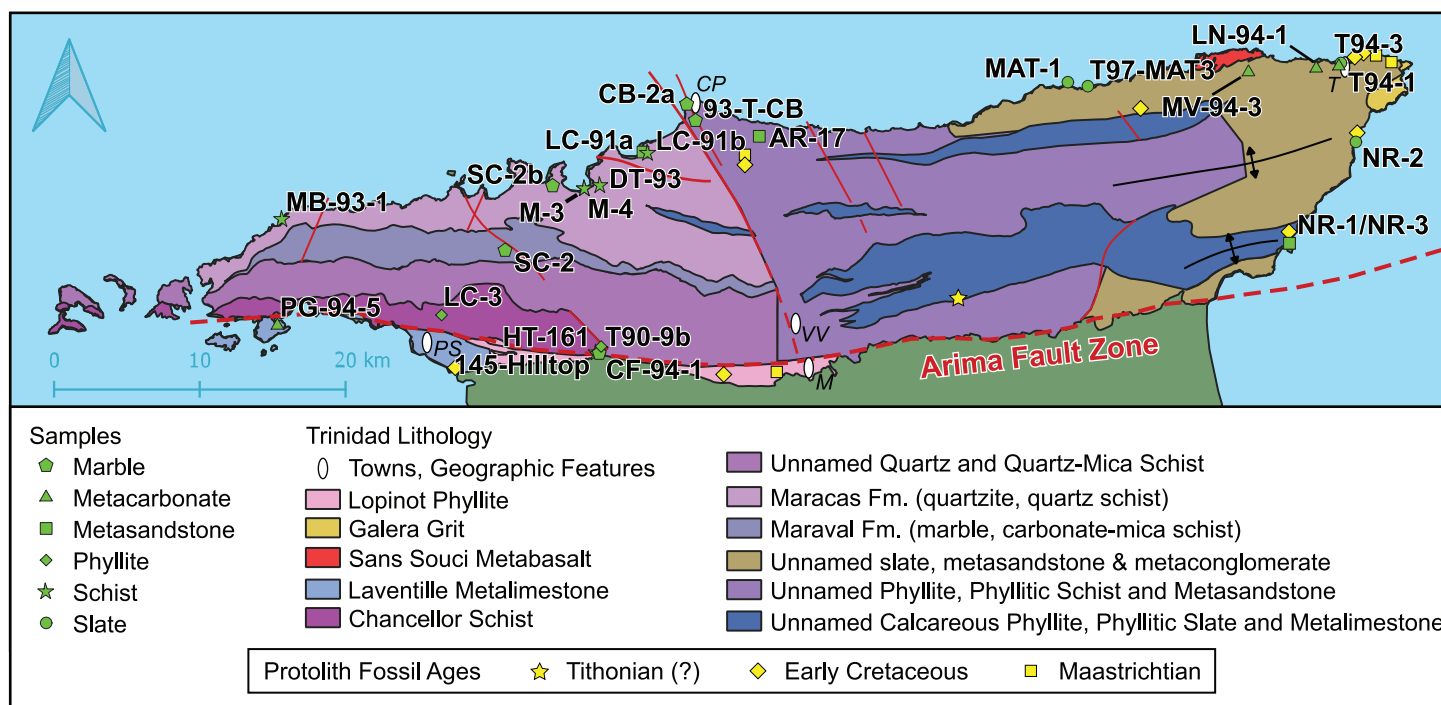 LN-94-1
T94-3
MAT-1
T97-MAT3
T
T94-1
CB-2a
CP
93-T-CB
MV-94-3
LC-91a
LC-91b
AR-17
NR-2
SC-2b
DT-93
MB-93-1
M-3
M-4
NR-1/NR-3
SC-2
PG-94-5
LC-3
HT-161
T90-9b
VV
PS
145-Hilltop
CF-94-1
M
Arima Fault Zone
0 10 20 km
Samples
Marble
Metacarbonate
Metasandstone
Phyllite
Schist
Slate
Trinidad Lithology
Towns, Geographic Features
Lopinot Phyllite
Galera Grit
Sans Souci Metabasalt
Laventille Metalimestone
Chancellor Schist
Unnamed Quartz and Quartz-Mica Schist
Maracas Fm. (quartzite, quartz schist)
Maraval Fm. (marble, carbonate-mica schist)
Unnamed slate, metasandstone & metaconglomerate
Unnamed Phyllite, Phyllitic Schist and Metasandstone
Unnamed Calcareous Phyllite, Phyllitic Slate and Metalimestone
Protolith Fossil Ages Tithonian (?) Early Cretaceous Maastrichtian